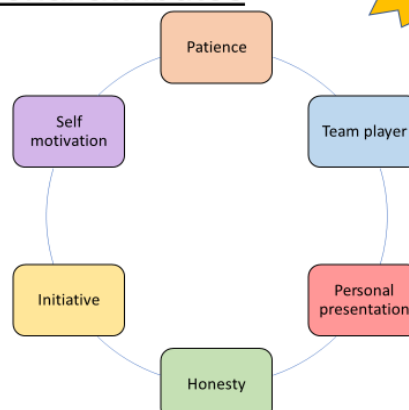 Patience
Self
motivation
Team player
Initiative
Personal
presentation
Honesty